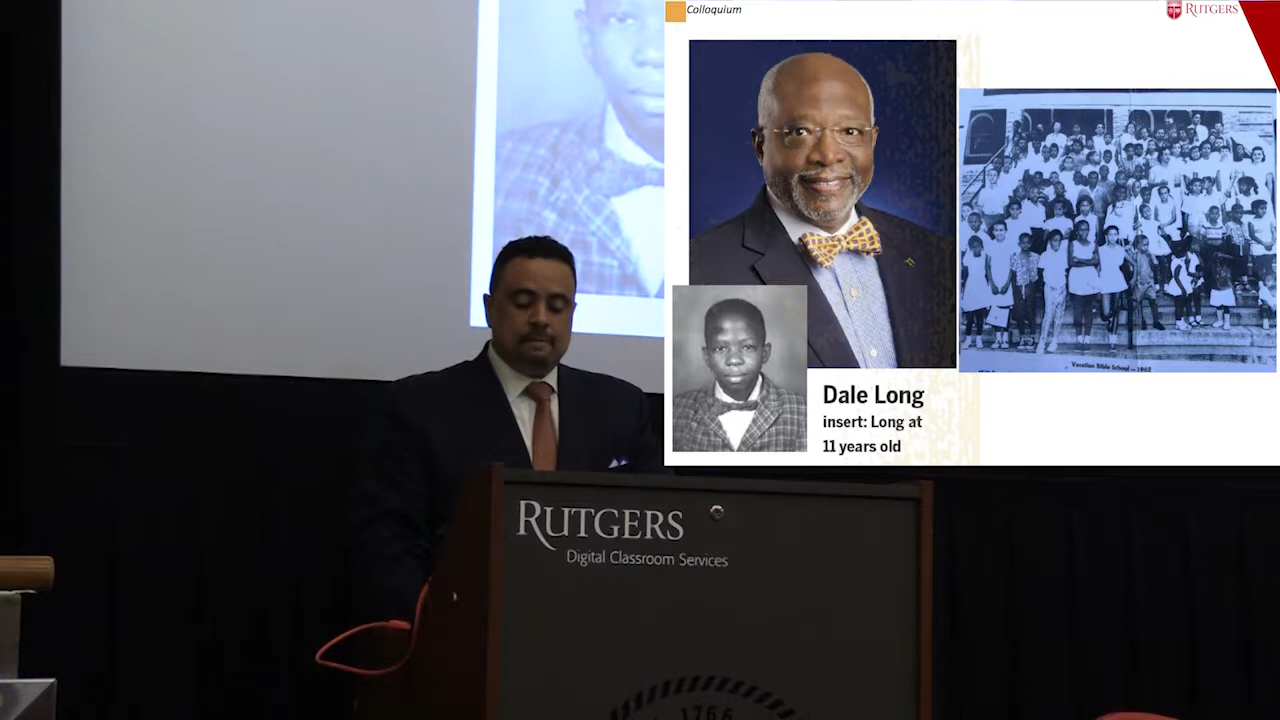 Colloquium
RUTGERS
Vacation Bible School - 1962
Dale Long
insert: Long at
11 years old
RUTGERS
Digital Classroom Services
1766